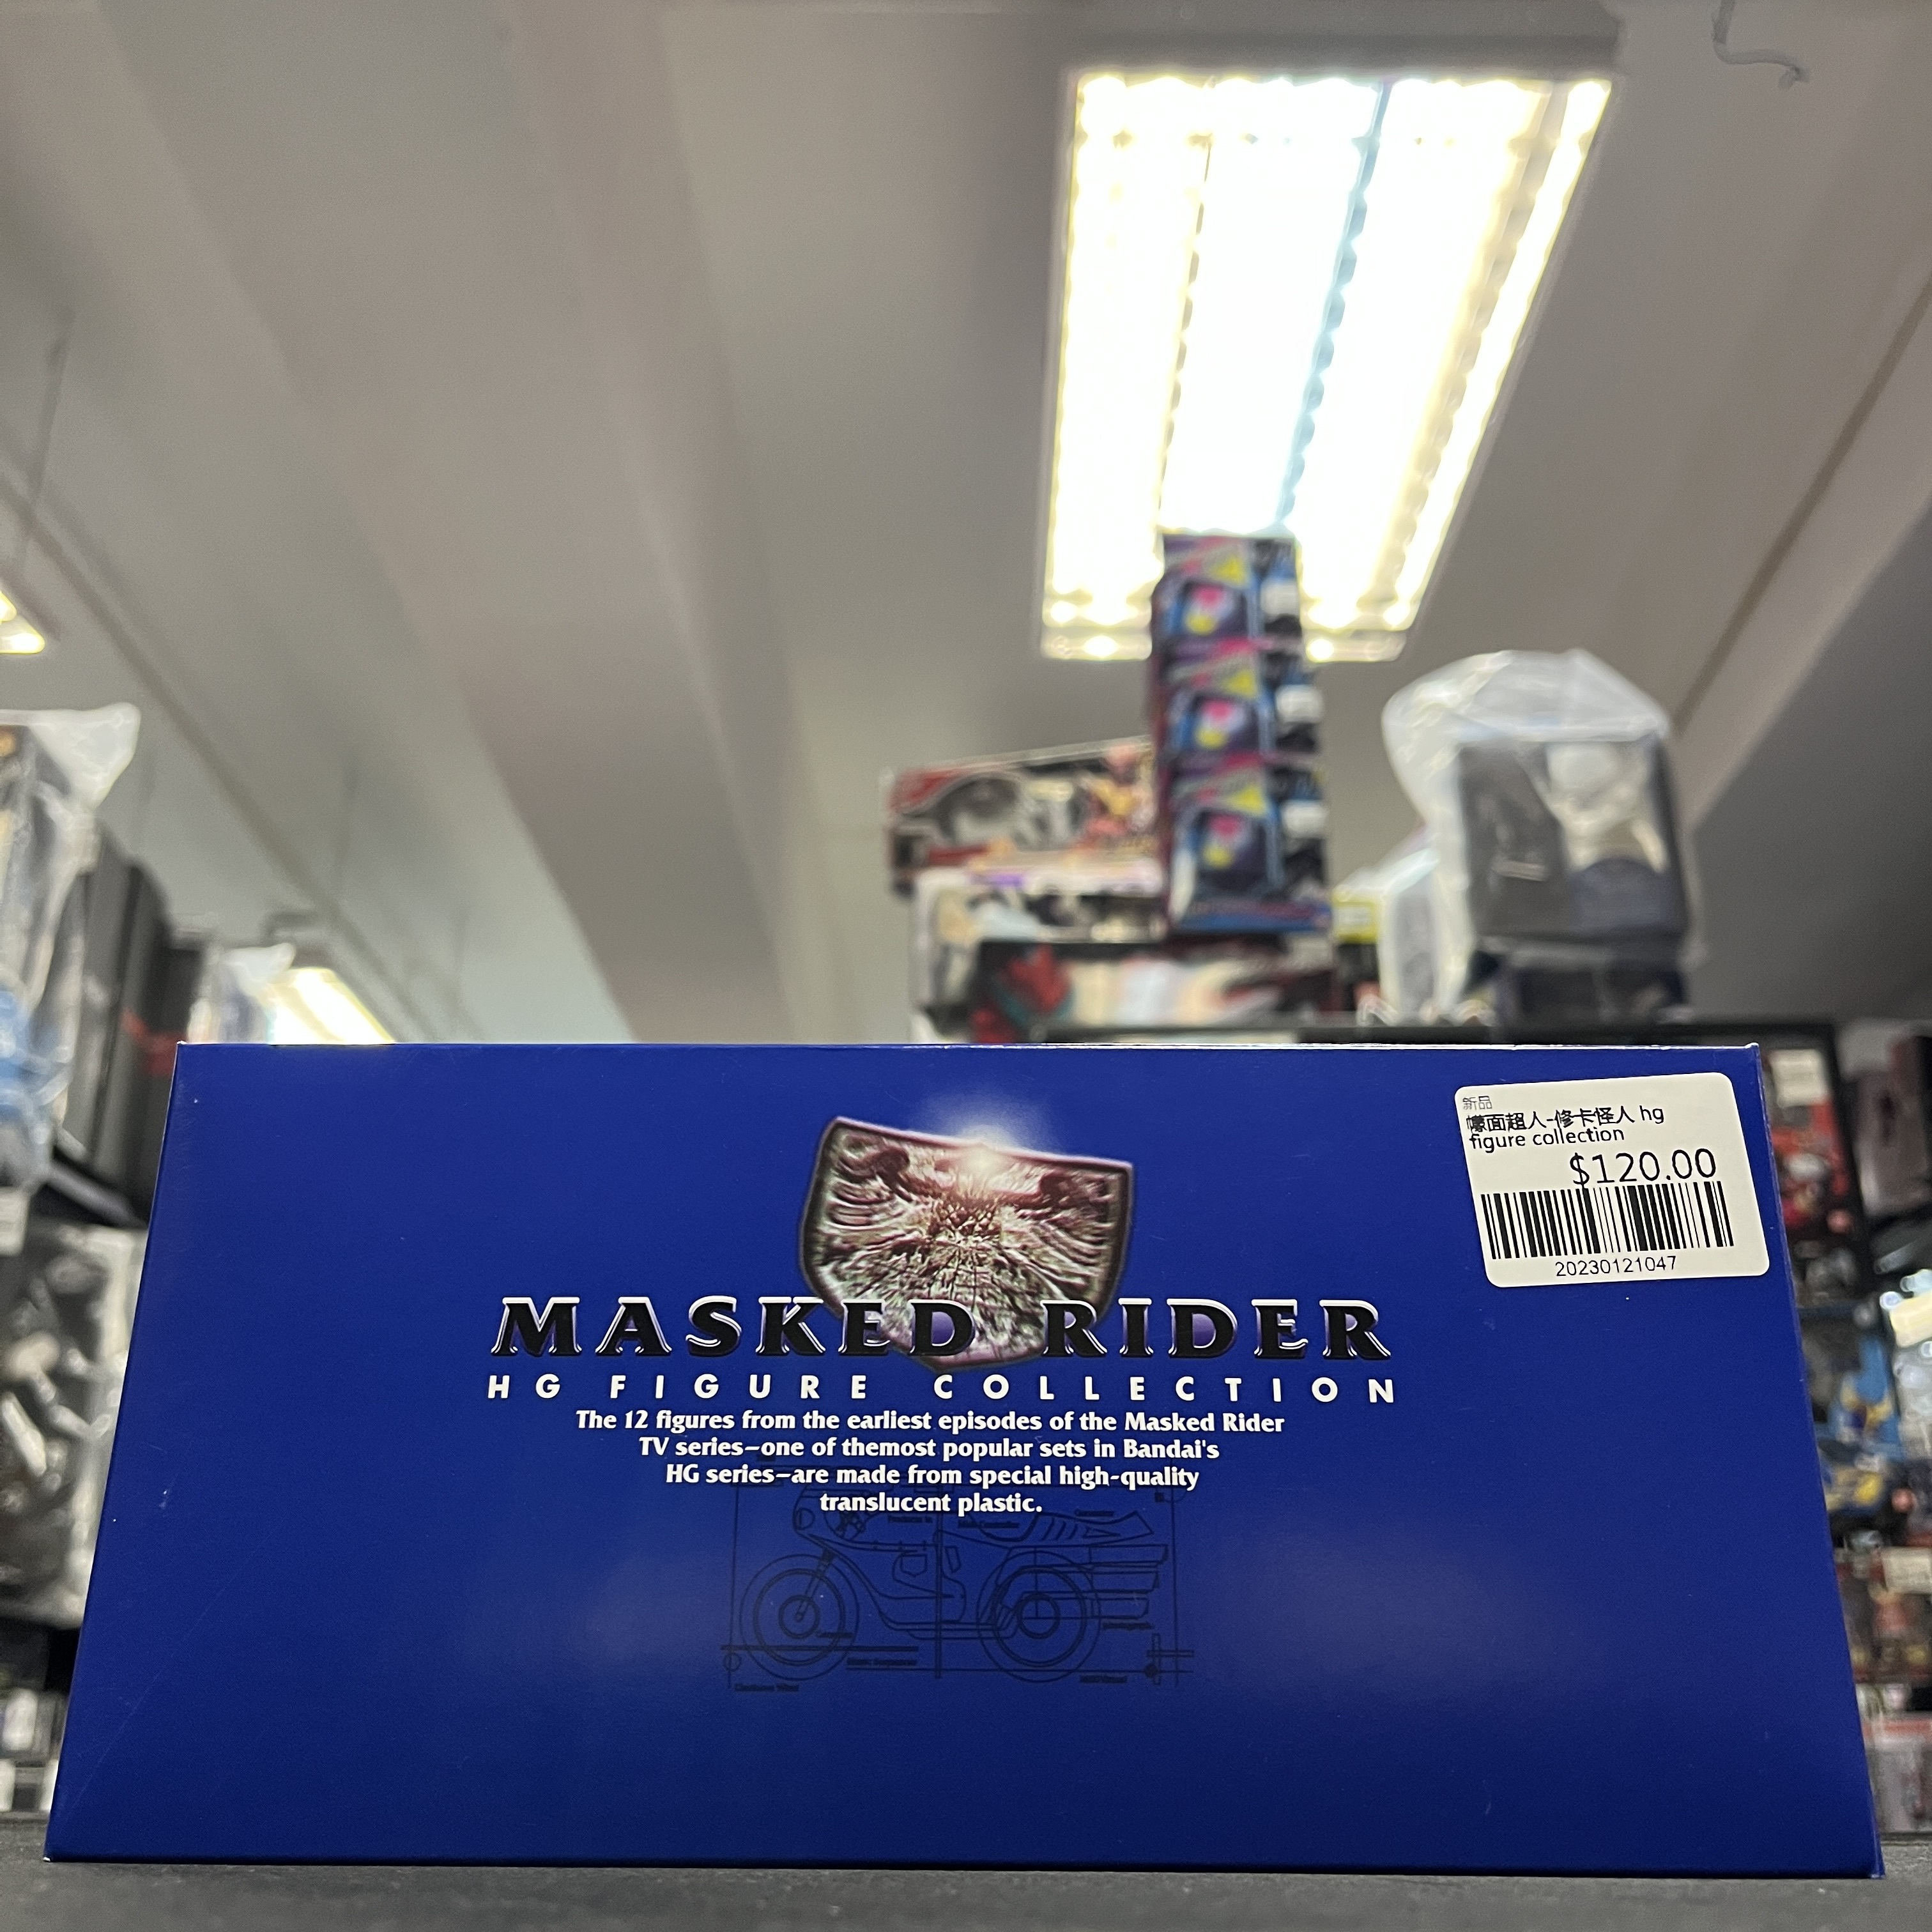 新品
幪面超人-修卡怪人 hg
figure collection
$120.00
20230121047
MASKED RIDER
HG FIGURE COLLECTION
The 12 figures from the earliest episodes of the Masked Rider
TV series–one of themost popular sets in Bandai's
HG series–are made from special high-quality
translucent plastic.